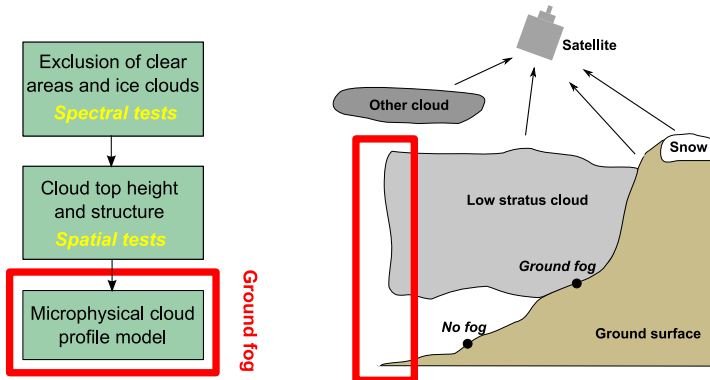 Exclusion of clear
areas and ice clouds
Spectral tests
Cloud top height
and structure
Spatial tests
Microphysical cloud
profile model
Ground fog
Satellite
Other cloud
Snow
Low stratus cloud
Ground fog
No fog
Ground surface